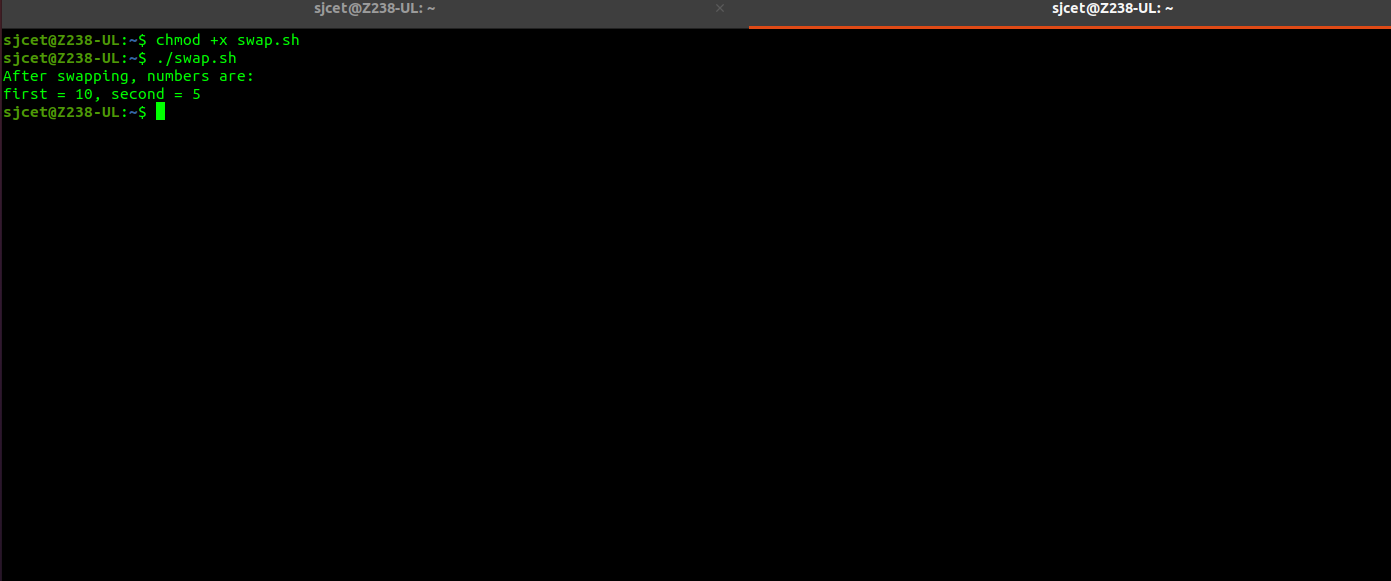 sjcet@Z238-UL: ~ × sjcet@Z238-UL: ~
sjcet@Z238-UL:~$ chmod +x swap.sh
sjcet@Z238-UL:~$ ./swap.sh
After swapping, numbers are:
first = 10, second = 5
sjcet@Z238-UL:~$